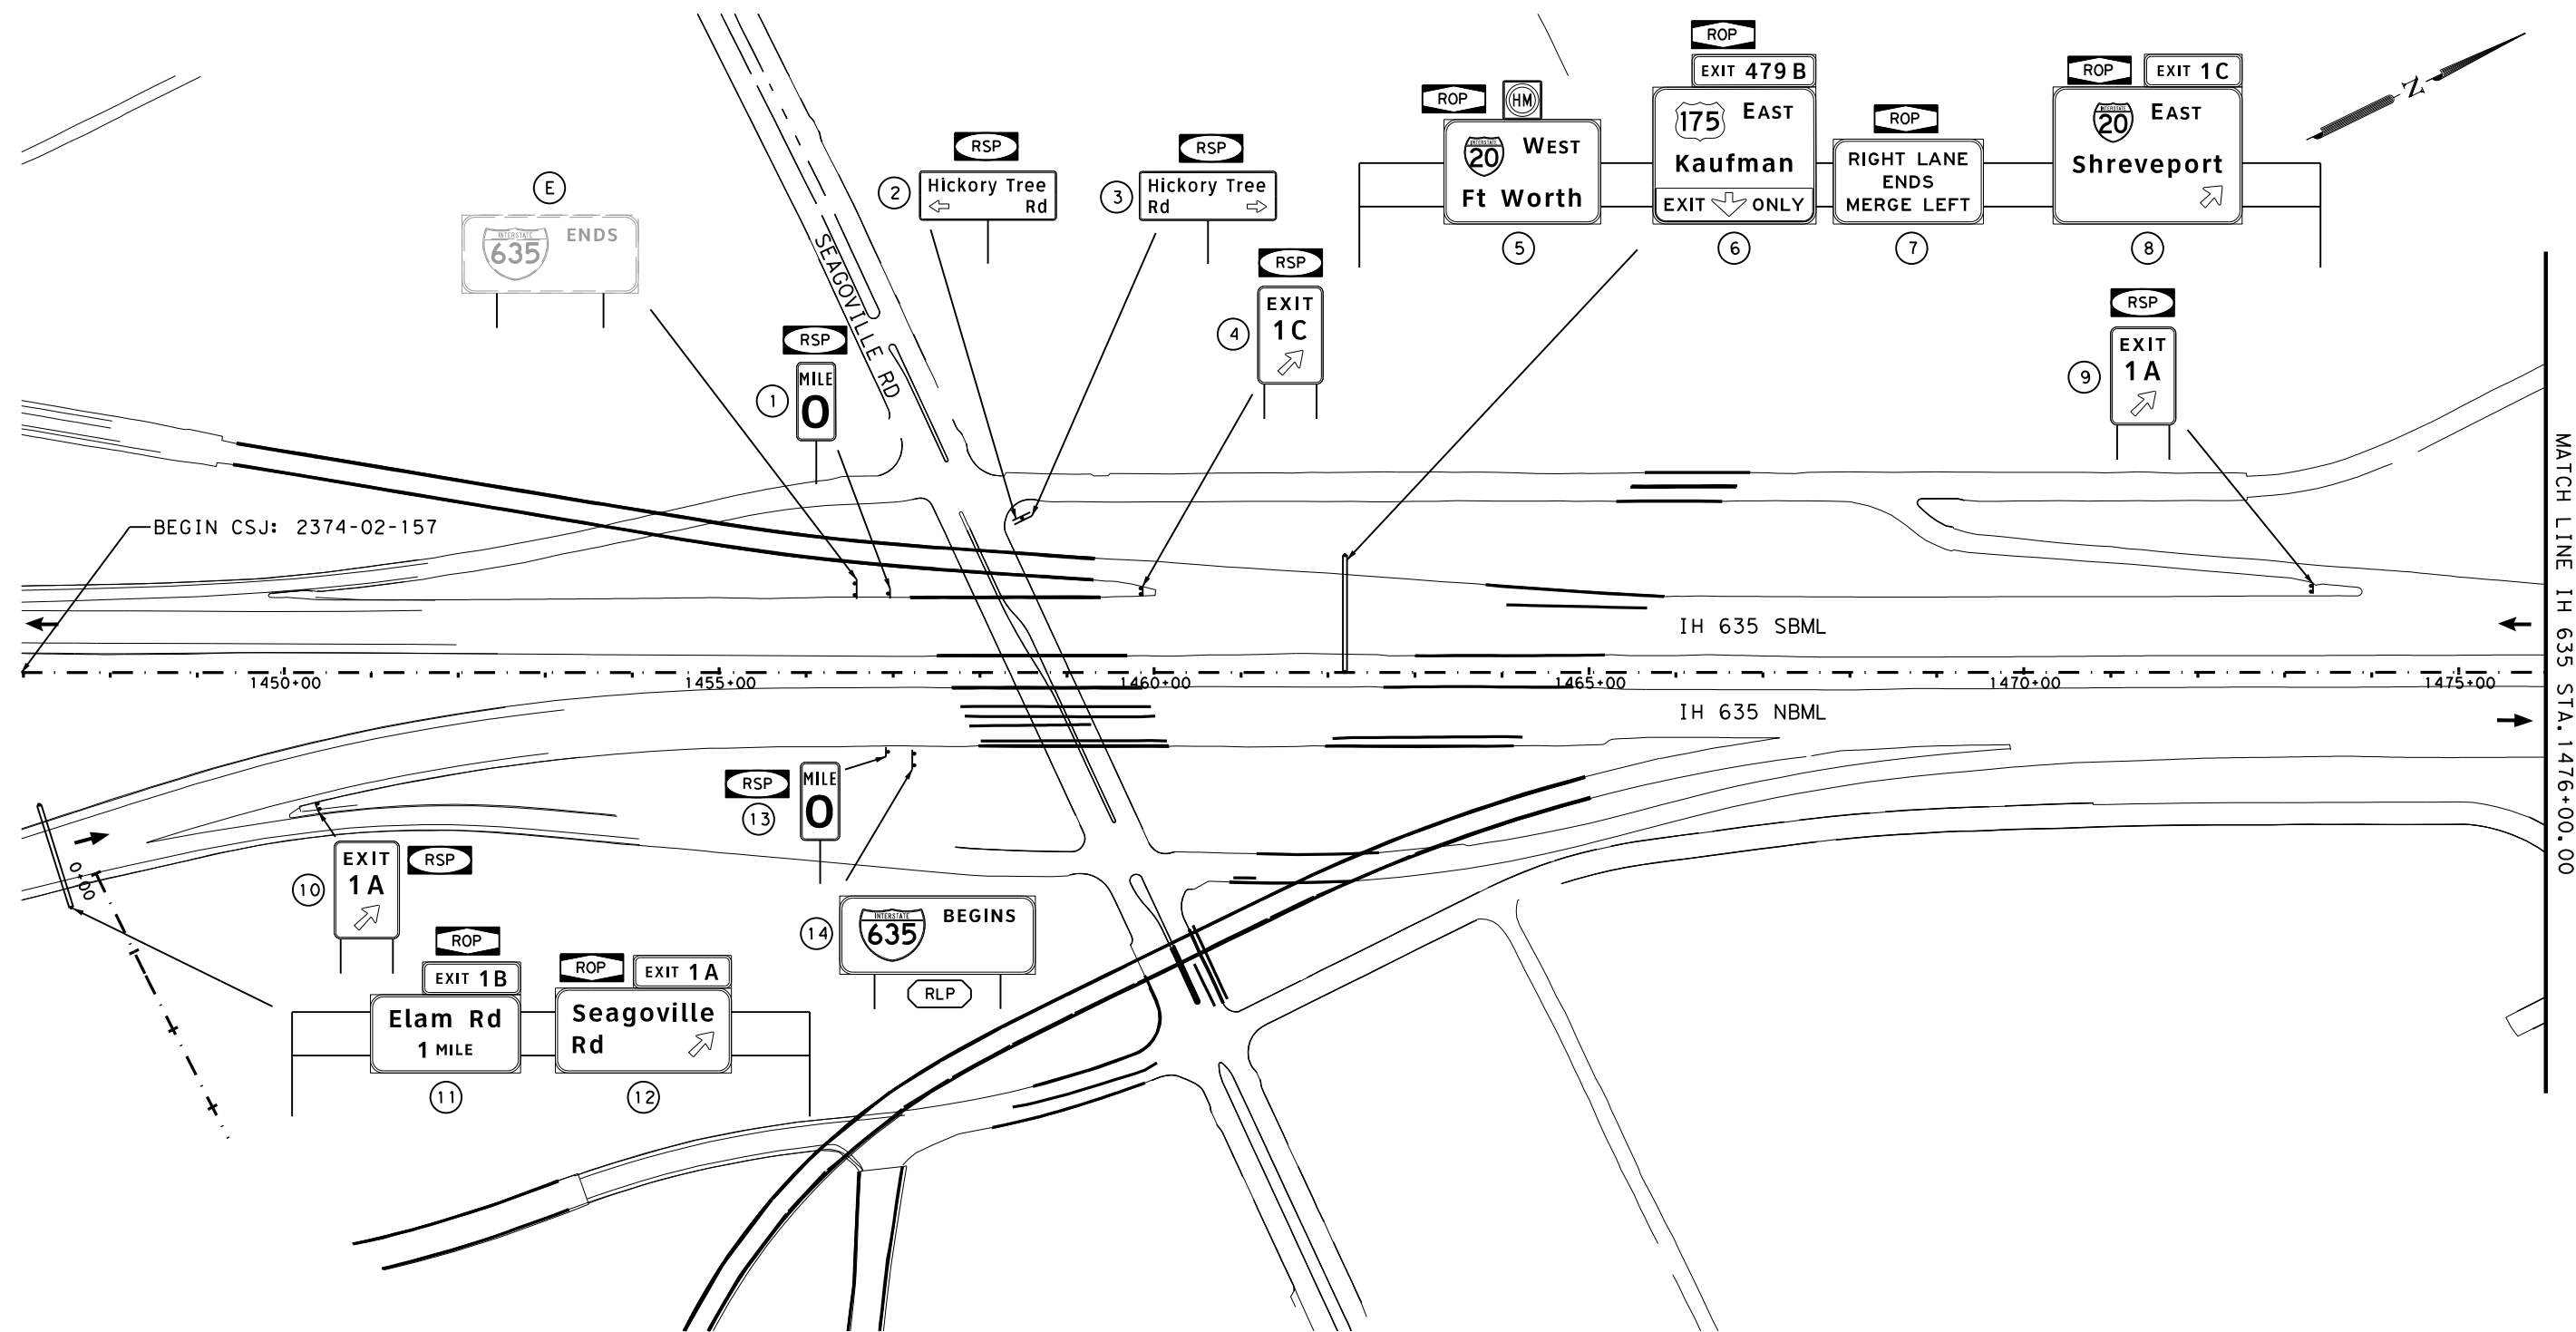 ROP
EXIT 479 B
175 EAST
Kaufman
EXIT ONLY
6
ROP
HM
INTERSTATE
20 WEST
Ft Worth
5
ROP
RIGHT LANE
ENDS
MERGE LEFT
7
ROP
EXIT 1C
INTERSTATE
20 EAST
Shreveport
8
N
E
INTERSTATE
635 ENDS
SEAGOVILLE RD
RSP
2
Hickory Tree
Rd
RSP
3
Hickory Tree
Rd
RSP
4
EXIT
1C
RSP
1
MILE
0
RSP
9
EXIT
1A
BEGIN CSJ: 2374-02-157
IH 635 SBML
1450+00
1455+00
1460+00
1465+00
1470+00
1475+00
IH 635 NBML
MATCH LINE IH 635 STA. 1476+00.00
RSP
13
MILE
0
0+00
10
EXIT
1A
RSP
14
INTERSTATE
635 BEGINS
RLP
ROP
EXIT 1B
Elam Rd
1 MILE
11
ROP
EXIT 1A
Seagoville
Rd
12